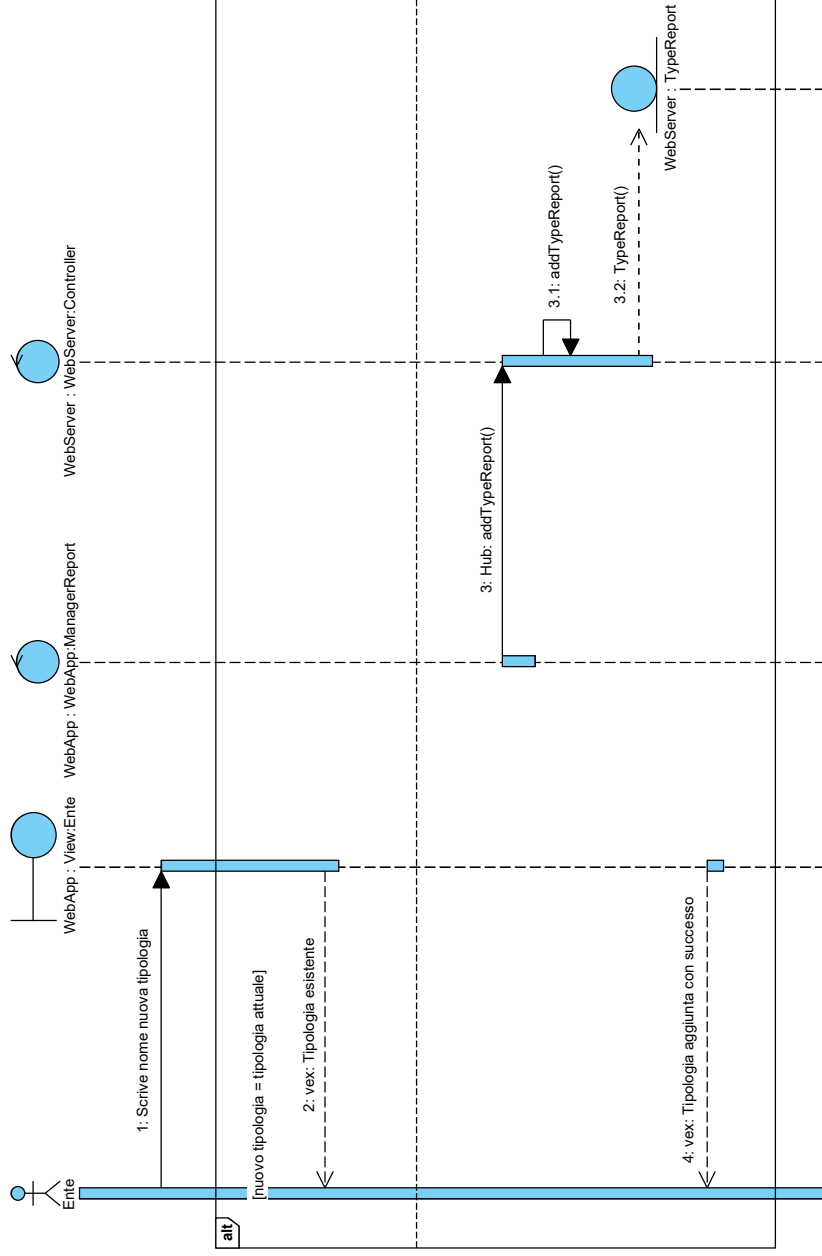 Ente
WebApp : View:Ente
WebApp : WebApp:ManagerReport
WebServer : WebServer:Controller
1: Scrive nome nuova tipologia
alt
[nuovo tipologia = tipologia attuale]
2: vex: Tipologia esistente
3: Hub: addTypeReport()
3.1: addTypeReport()
3.2: TypeReport()
WebServer : TypeReport
4: vex: Tipologia aggiunta con successo